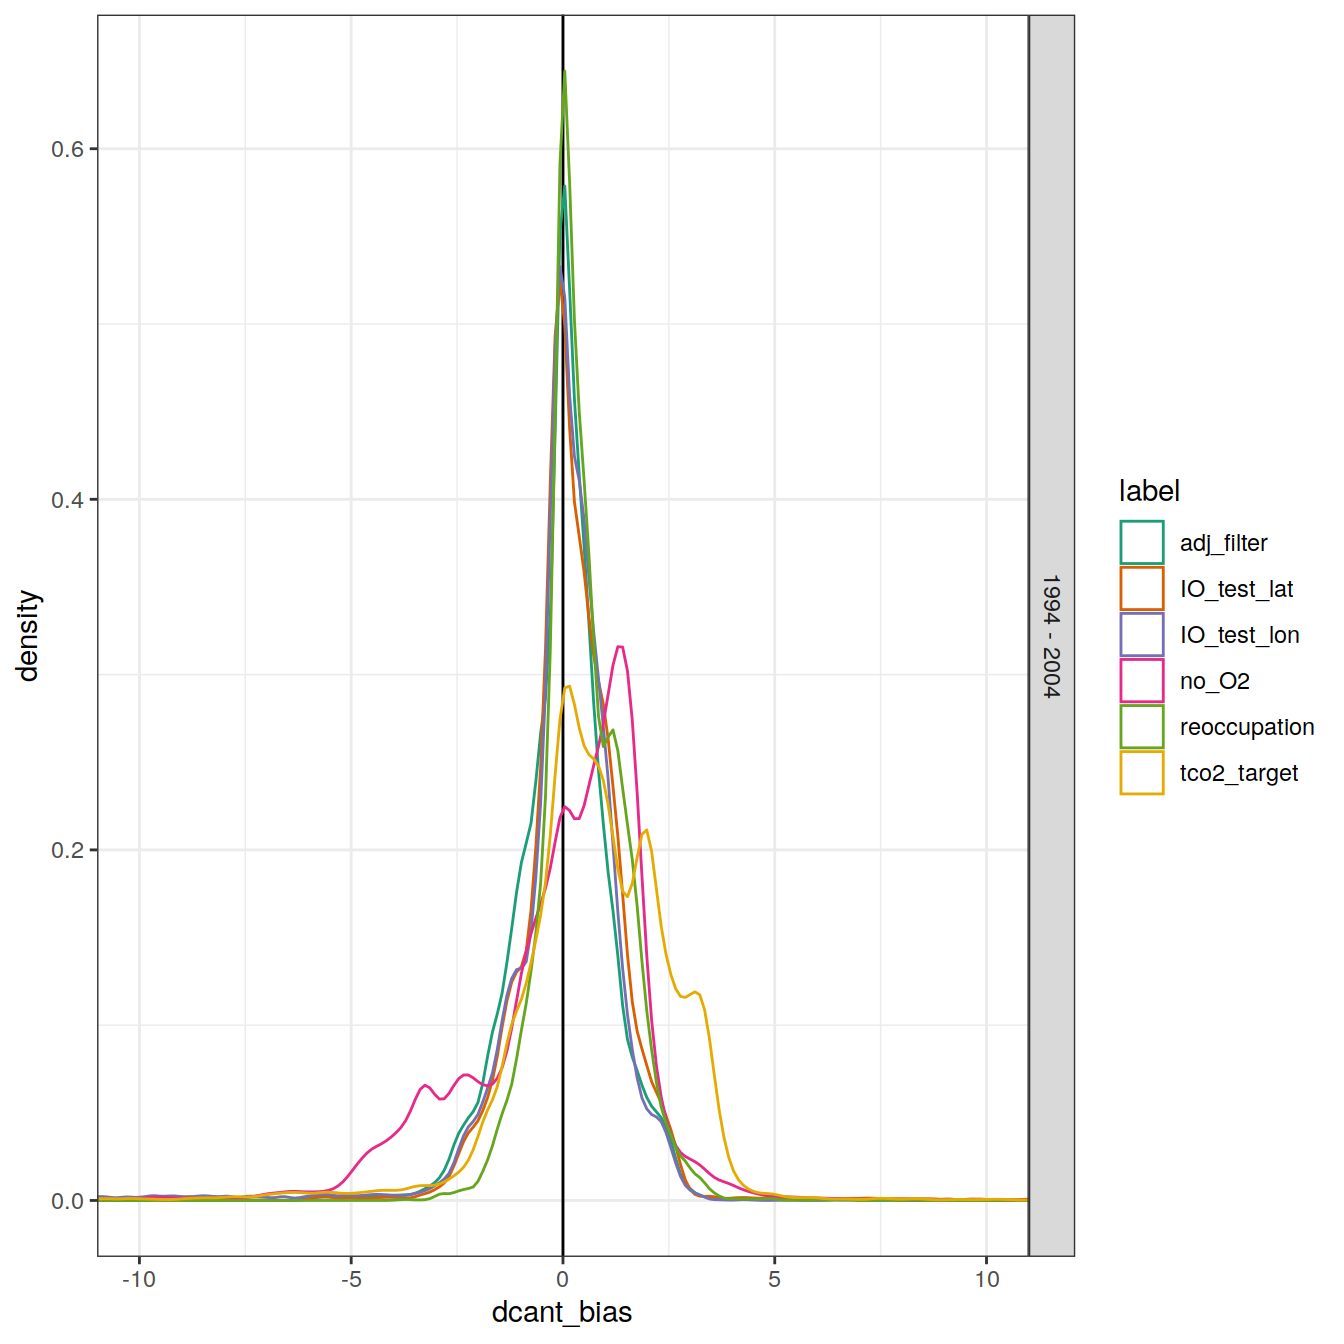 0.6
0.4
0.2
0.0
density
-10
-5
0
5
10
dcant_bias
1994 - 2004
label
adj_filter
IO_test_lat
IO_test_lon
no_O2
reoccupation
tco2_target